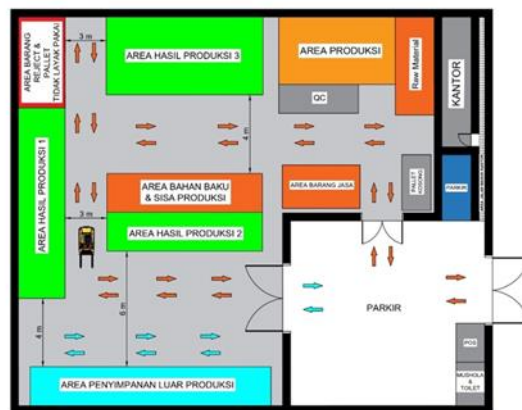 AREA BARANG
REJECT &
PALLET
TIDAK LAYAK PAKAI
3 m
AREA HASIL PRODUKSI 3
AREA PRODUKSI
QC
Raw Material
KANTOR
4 m
AREA HASIL PRODUKSI 1
AREA BAHAN BAKU
& SISA PRODUKSI
AREA BARANG JASA
PALLET
KOSONG
PARKIR
3 m
AREA HASIL PRODUKSI 2
6 m
4 m
PARKIR
POS
MUSHOLA
&
TOILET
AREA PENYIMPANAN LUAR PRODUKSI